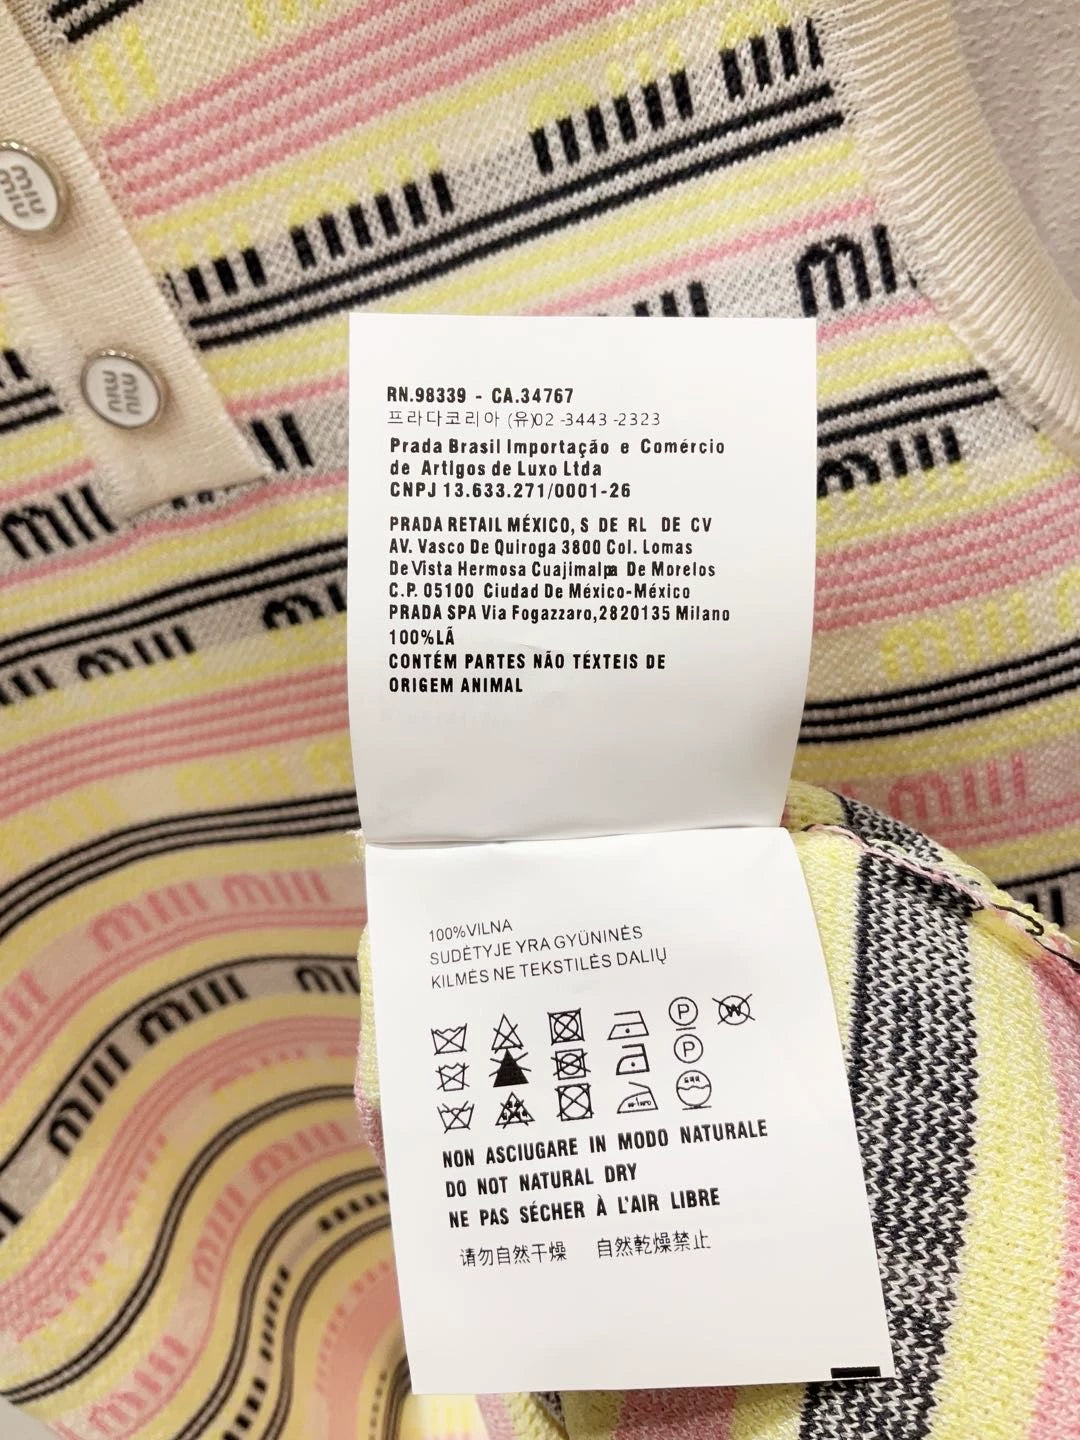 miu
miu
miu
miu
RN.98339 - CA.34767
프라다코리아 (유)02 -3443 -2323
Prada Brasil Importação e Comércio
de Artigos de Luxo Ltda
CNPJ 13.633.271/0001-26
PRADA RETAIL MÉXICO, S DE RL DE CV
AV. Vasco De Quiroga 3800 Col. Lomas
De Vista Hermosa Cuajimalpa De Morelos
C.P. 05100 Ciudad De México-México
PRADA SPA Via Fogazzaro,2820135 Milano
100%LÃ
CONTÉM PARTES NÃO TÉXTEIS DE
ORIGEM ANIMAL
100%VILNA
SUDĖTYJE YRA GYŪNINĖS
KILMĖS NE TEKSTILĖS DALIŲ
P W
P
NON ASCIUGARE IN MODO NATURALE
DO NOT NATURAL DRY
NE PAS SÉCHER À L'AIR LIBRE
请勿自然干燥 自然乾燥禁止